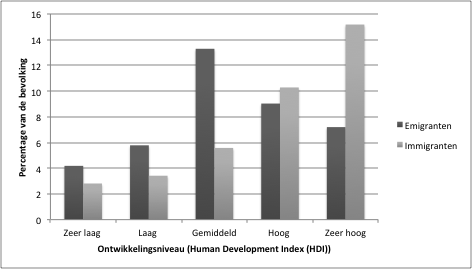 16
14
12
10
8
6
4
2
0
Percentage van de bevolking
Zeer laag Laag Gemiddeld Hoog Zeer hoog
Ontwikkelingsniveau (Human Development Index (HDI))
Emigranten
Immigranten